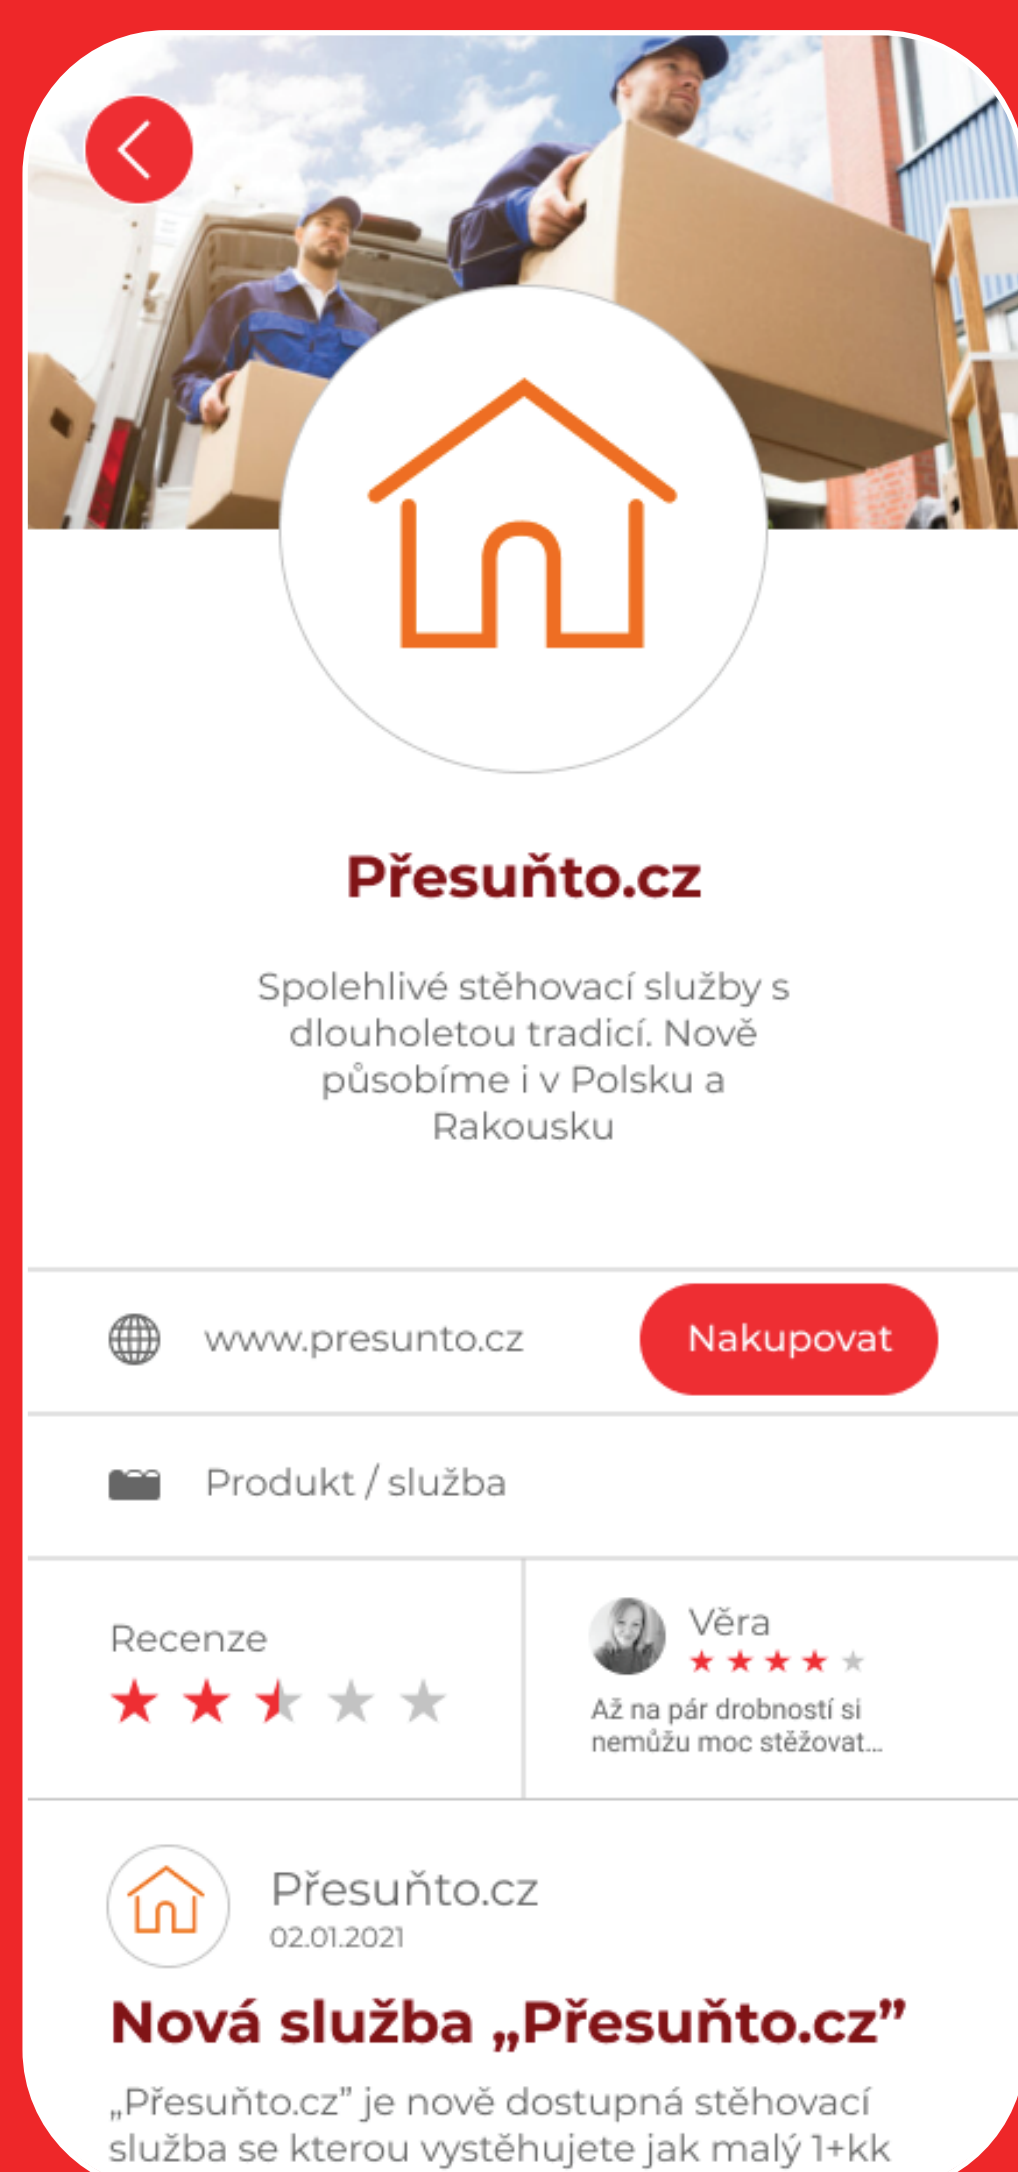 Přesuňto.cz
Spolehlivé stěhovací služby s
dlouholetou tradicí. Nově
působíme i v Polsku a
Rakousku
www.presunto.cz
Nakupovat
Produkt / služba
Recenze
Věra
Až na pár drobností si
nemůžu moc stěžovat...
Přesuňto.cz
02.01.2021
Nová služba „Přesuňto.cz”
„Přesuňto.cz” je nově dostupná stěhovací
služba se kterou vystěhujete jak malý 1+kk